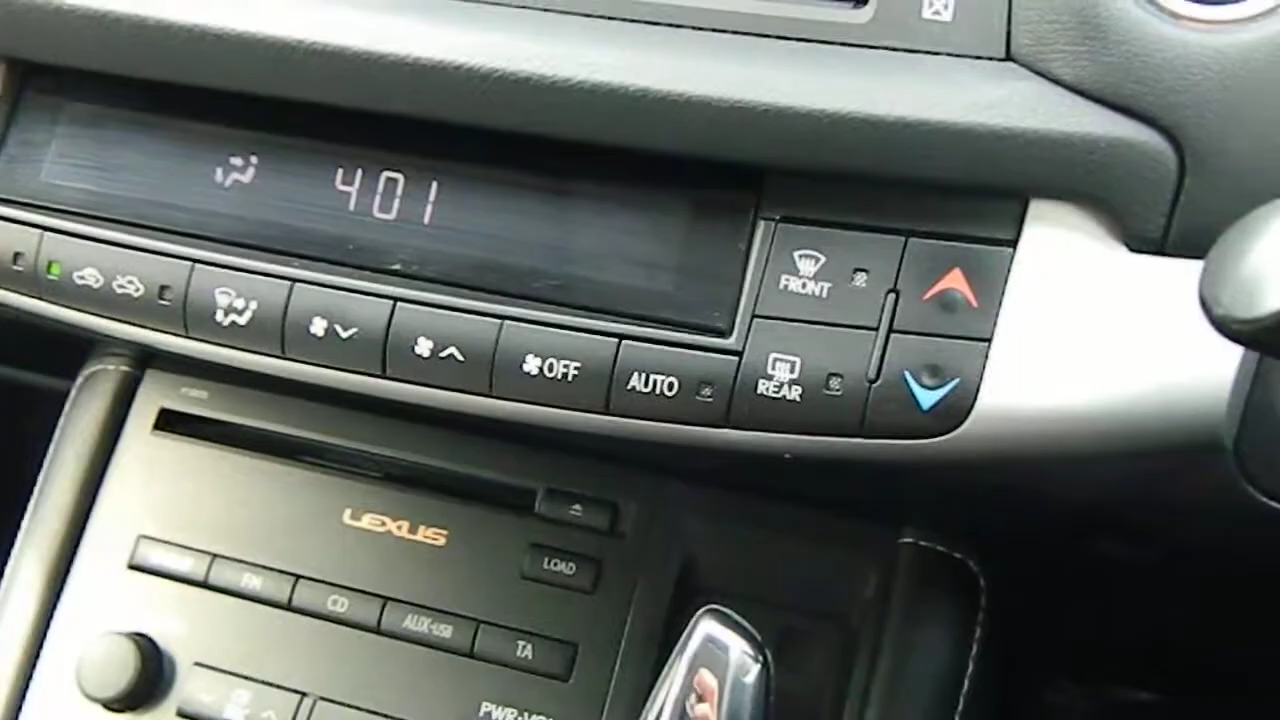 401
FRONT
OFF
AUTO
REAR
LEXUS
LOAD
FM
CD
AUX·USB
TA